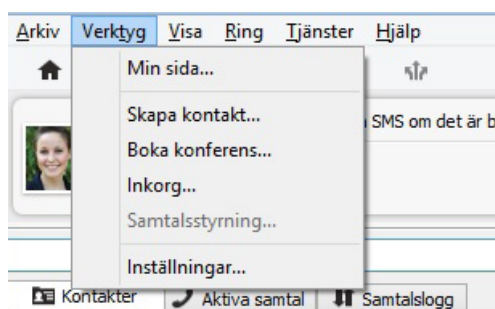 Arkiv Verktyg Visa Ring Tjänster Hjälp
Min sida...
Skapa kontakt...
SMS om det är b
Boka konferens...
Inkorg...
Samtalsstyrning...
Inställningar...
Kontakter Aktiva samtal Samtalslogg